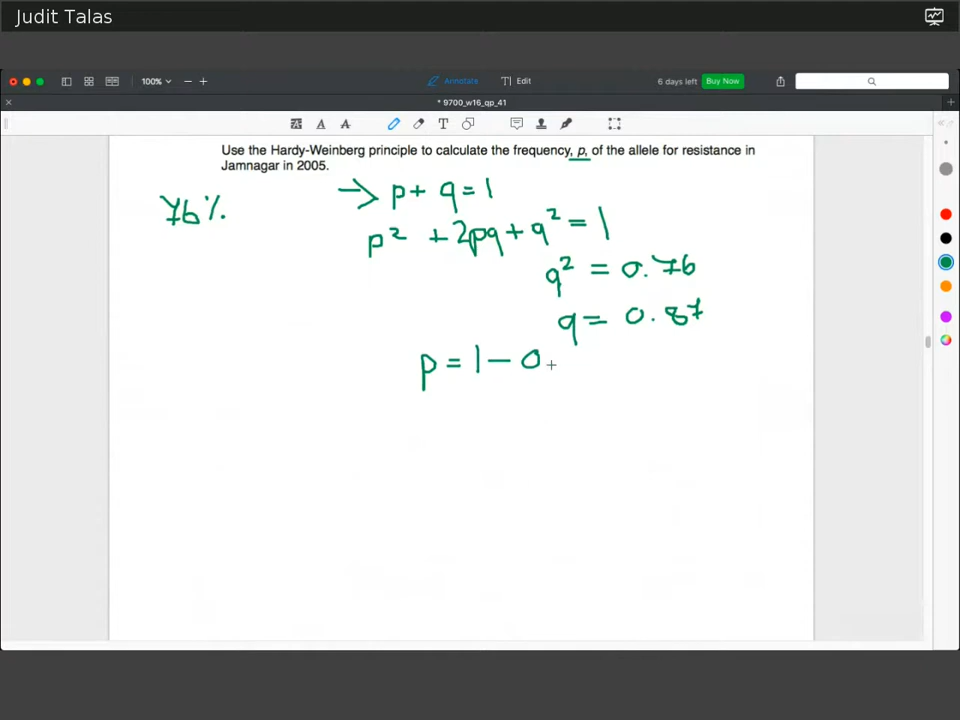 Judit Talas
100%
Annotate
Edit
6 days left
Buy Now
* 9700_w16_qp_41
Use the Hardy-Weinberg principle to calculate the frequency, p, of the allele for resistance in
Jamnagar in 2005.
76%
→ p + q = 1
p² + 2pq + q² = 1
q² = 0.76
q = 0.87
p = 1 - 0.